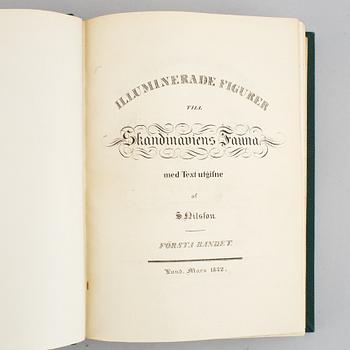 ILLUMINERADE FIGURER
TILL
Skandinaviens Fauna
med Text utgifne
af
S. Nilsson.
FÖRSTA BANDET.
Lund, Mars 1832.